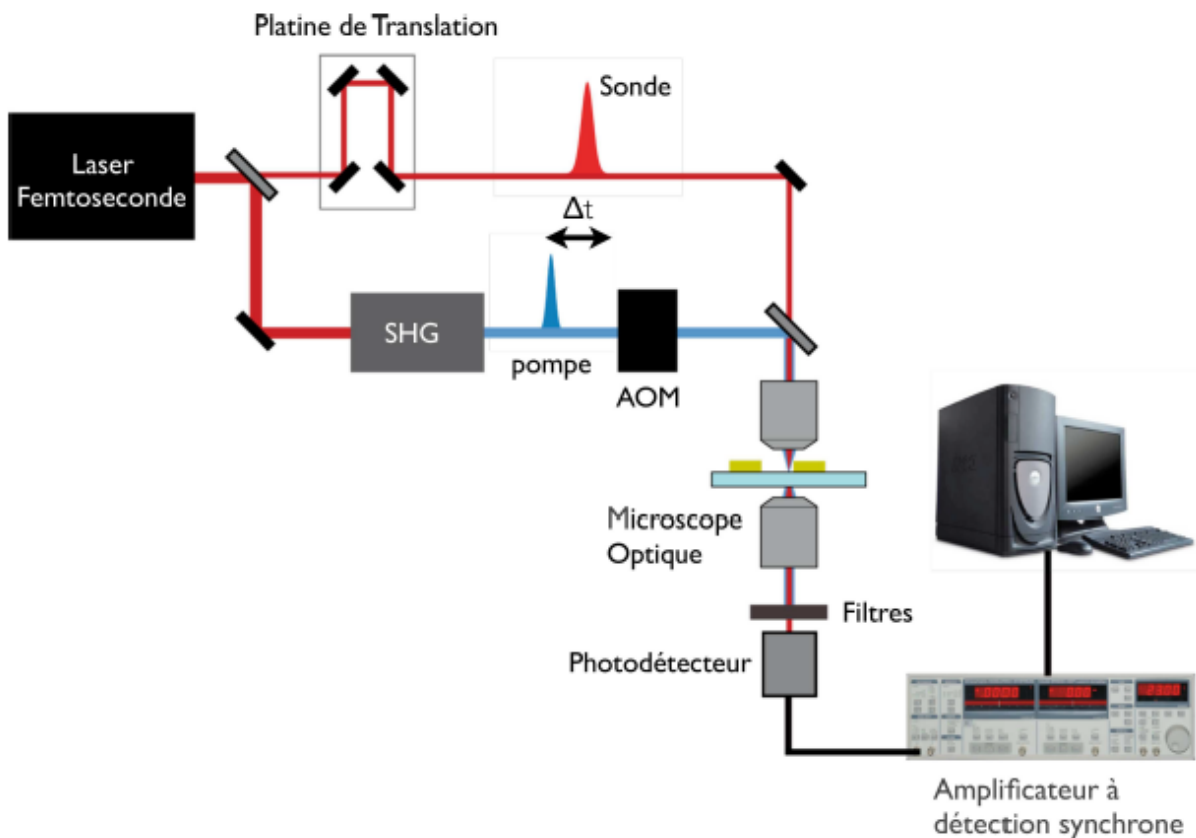 Platine de Translation
Sonde
Laser
Femtoseconde
Δt
SHG
pompe
AOM
Microscope
Optique
Filtres
Photodétecteur
Amplificateur à
détection synchrone